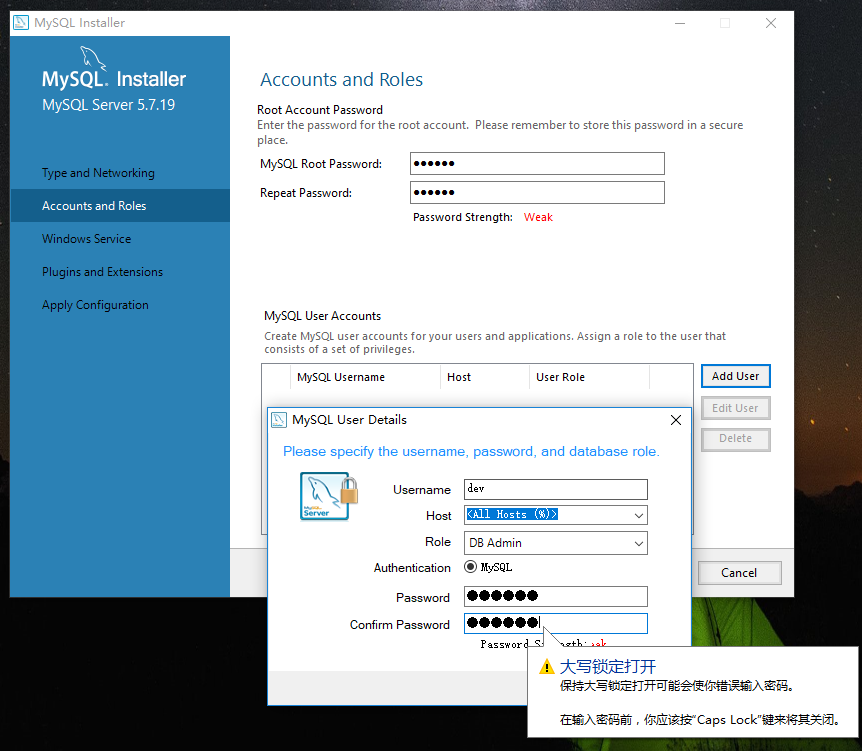 MySQL Installer
MySQL. Installer
MySQL Server 5.7.19
Type and Networking
Accounts and Roles
Windows Service
Plugins and Extensions
Apply Configuration
Accounts and Roles
Root Account Password
Enter the password for the root account. Please remember to store this password in a secure
place.
MySQL Root Password: ●●●●●●
Repeat Password: ●●●●●●
Password Strength: Weak
MySQL User Accounts
Create MySQL user accounts for your users and applications. Assign a role to the user that
consists of a set of privileges.
MySQL Username Host User Role
Add User
Edit User
Delete
MySQL User Details
Please specify the username, password, and database role.
MySQL
Server
Username dev
Host <All Hosts (%)>
Role DB Admin
Authentication MySQL
Password ●●●●●●
Confirm Password ●●●●●●
Password
Cancel
大写锁定打开
保持大写锁定打开可能会使你错误输入密码。
在输入密码前，你应该按"Caps Lock"键来将其关闭。